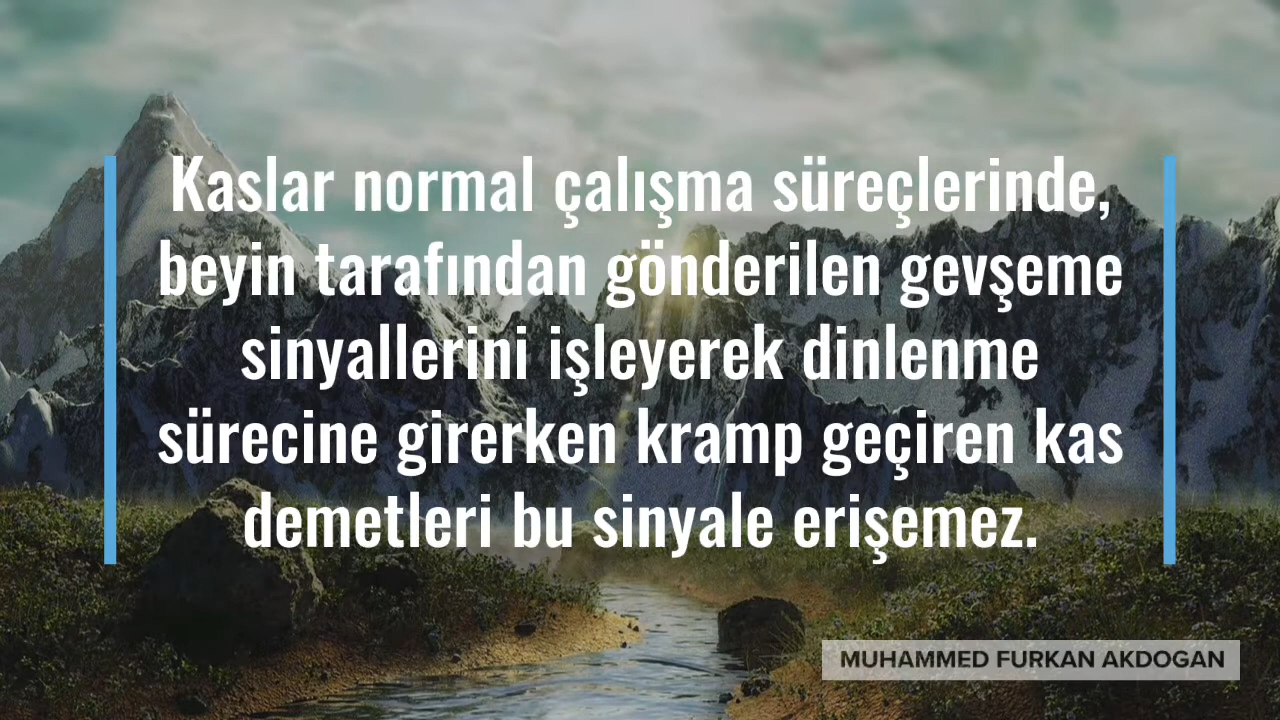 Kaslar normal çalışma süreçlerinde,
beyin tarafından gönderilen gevşeme
sinyallerini işleyerek dinlenme
sürecine girerken kramp geçiren kas
demetleri bu sinyale erişemez.
MUHAMMED FURKAN AKDOGAN